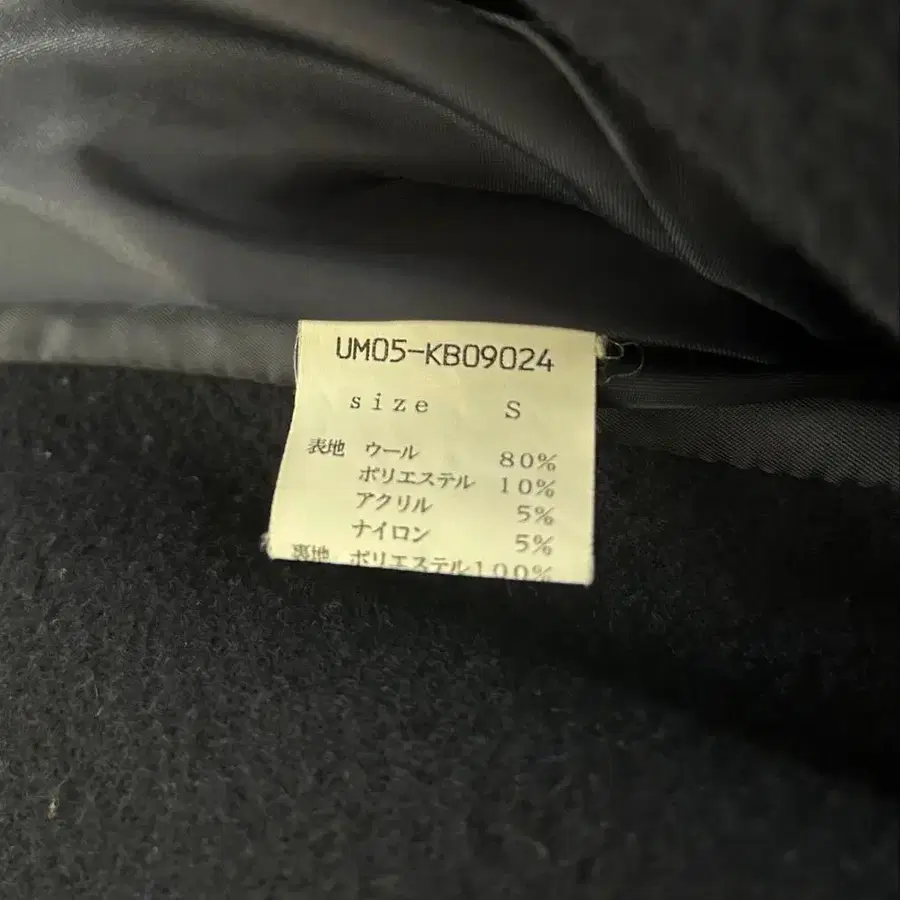 UM05-KB09024
size S
表地 ウール 80%
ポリエステル 10%
アクリル 5%
ナイロン 5%
裏地 ポリエステル100%